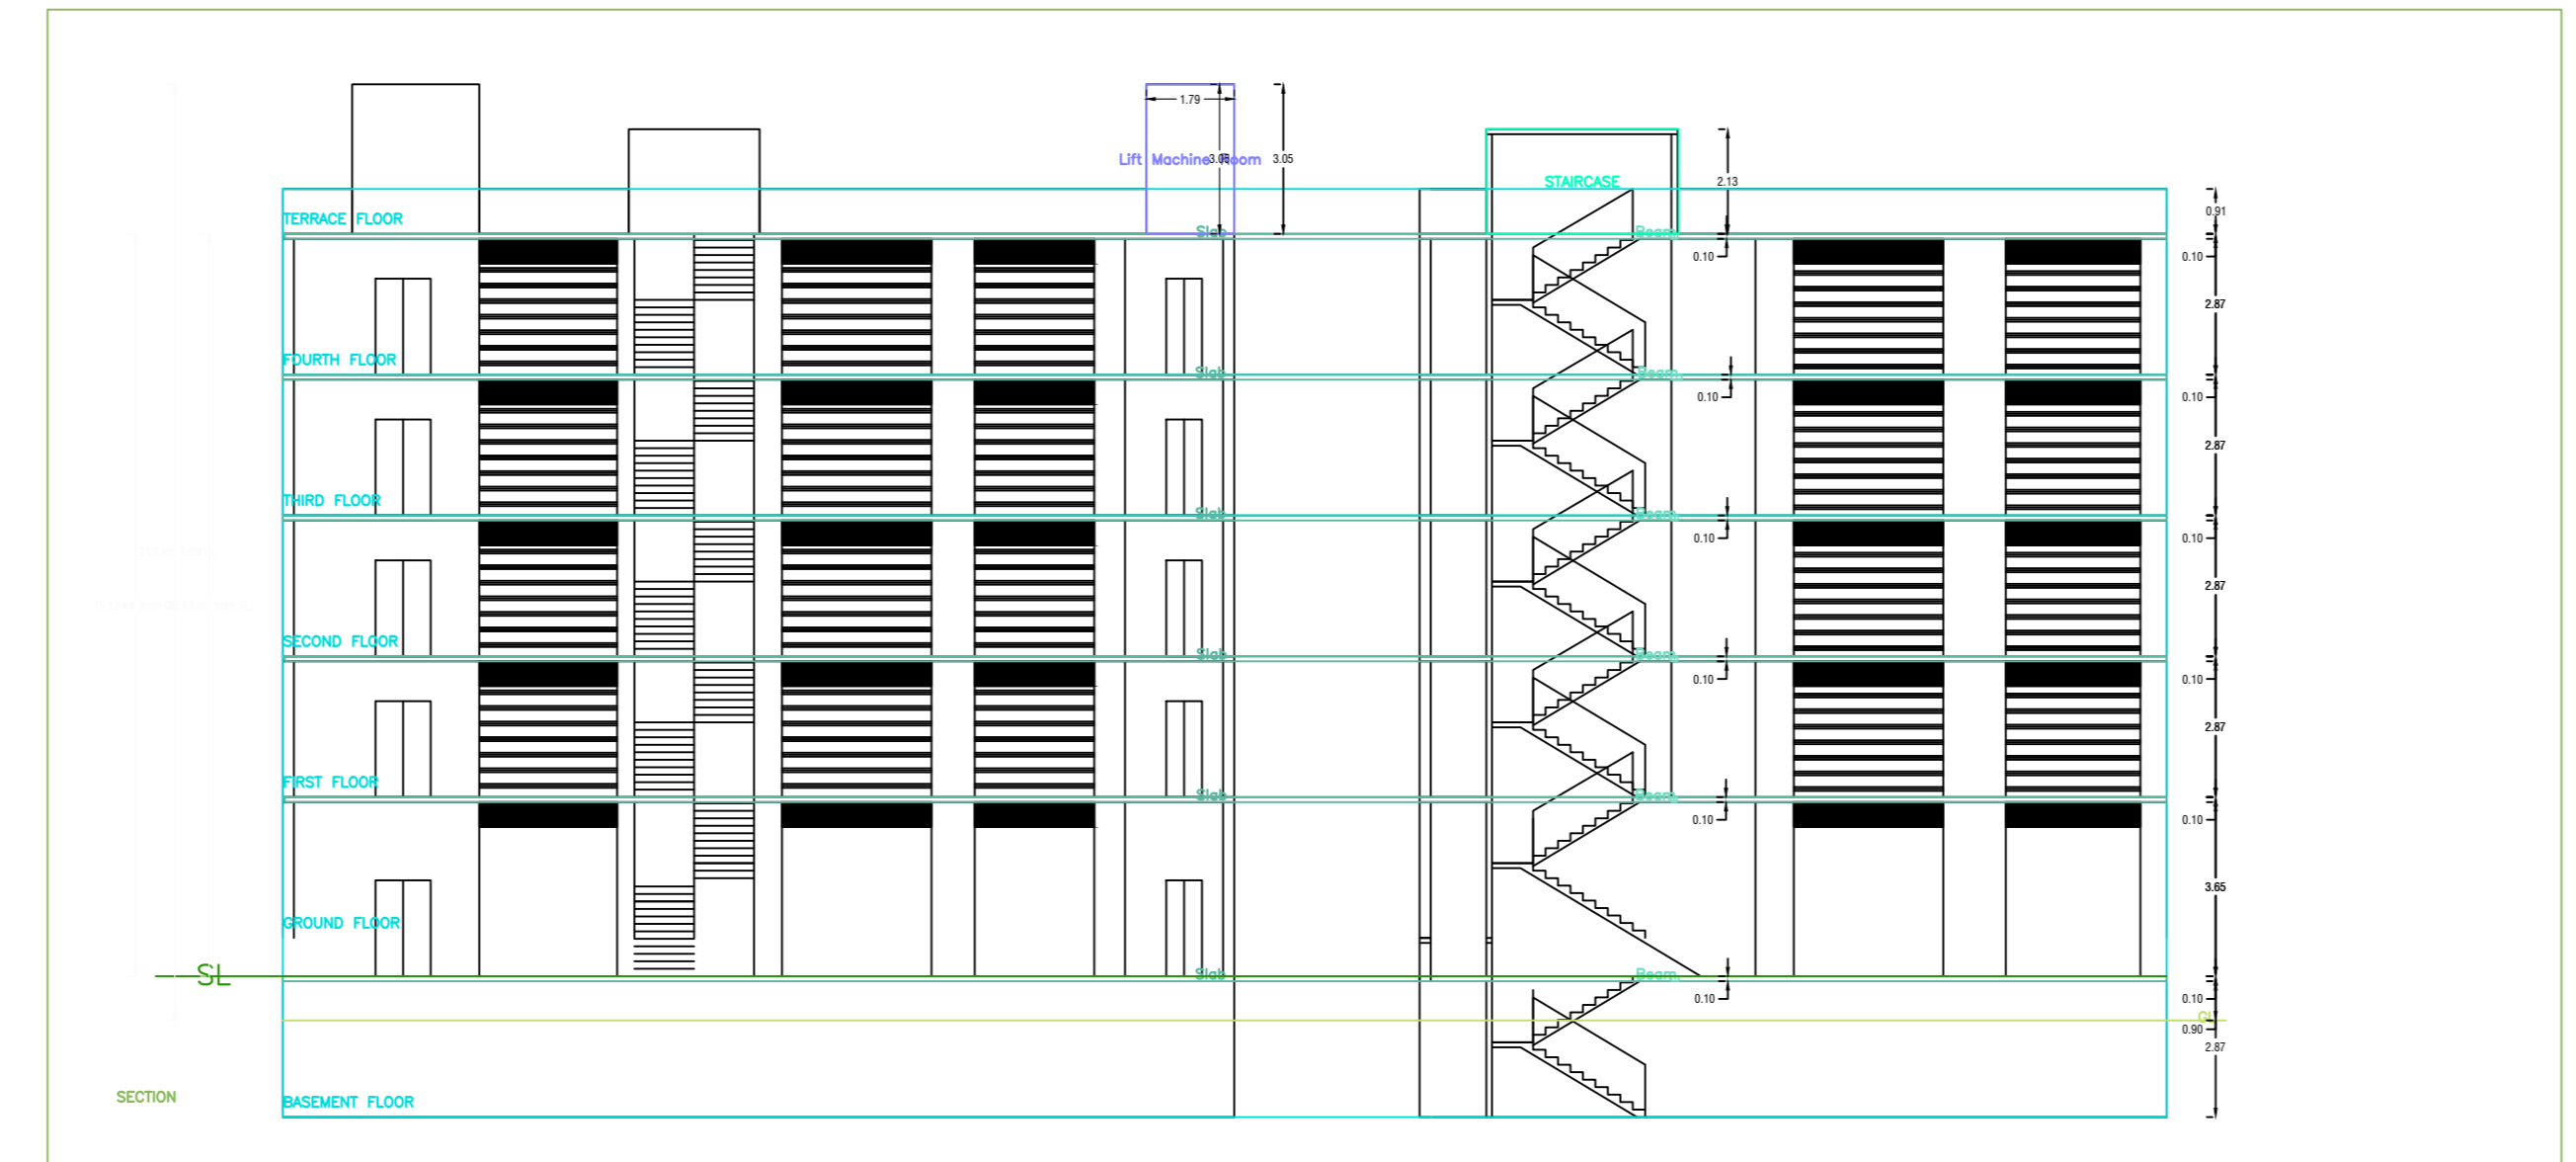 1.79
Lift Machine Room
3.05
3.05
STAIRCASE
2.13
0.91
TERRACE FLOOR
Slab
Beam
0.10
0.10
2.87
FOURTH FLOOR
Slab
Beam
0.10
0.10
2.87
THIRD FLOOR
Slab
Beam
0.10
0.10
2.87
SECOND FLOOR
Slab
Beam
0.10
0.10
2.87
FIRST FLOOR
Slab
Beam
0.10
0.10
3.65
GROUND FLOOR
SL
Slab
Beam
0.10
0.10
GL
0.90
2.87
SECTION
BASEMENT FLOOR